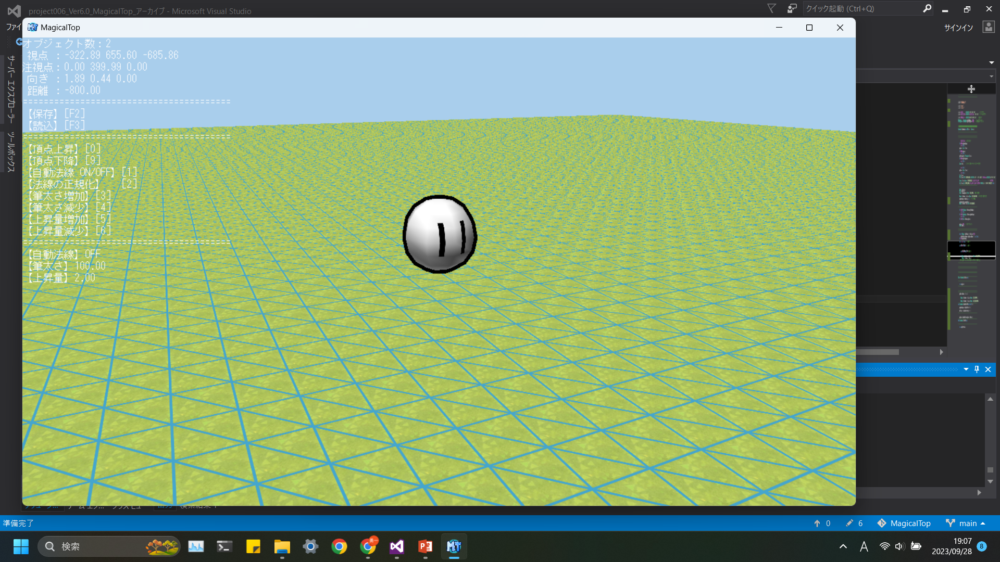 project006_Ver6.0_MagicalTop_アーカイブ - Microsoft Visual Studio
クイック起動 (Ctrl+Q)
ファイ
サインイン
MagicalTop
サーバー エクスプローラー
ツールボックス
オブジェクト数：2
視点 ：-322.89 655.60 -685.86
注視点：0.00 399.99 0.00
向き ：1.89 0.44 0.00
距離 ：-800.00
========================================
【保存】[F2]
【読込】[F3]
========================================
【頂点上昇】[0]
【頂点下降】[9]
【自動法線 ON/OFF】[1]
【法線の正規化】 [2]
【筆太さ増加】[3]
【筆太さ減少】[4]
【上昇量増加】[5]
【上昇量減少】[6]
========================================
【自動法線】OFF
【筆太さ】100.00
【上昇量】2.00
準備完了
0
6
MagicalTop
main
検索
A
19:07
2023/09/28
8